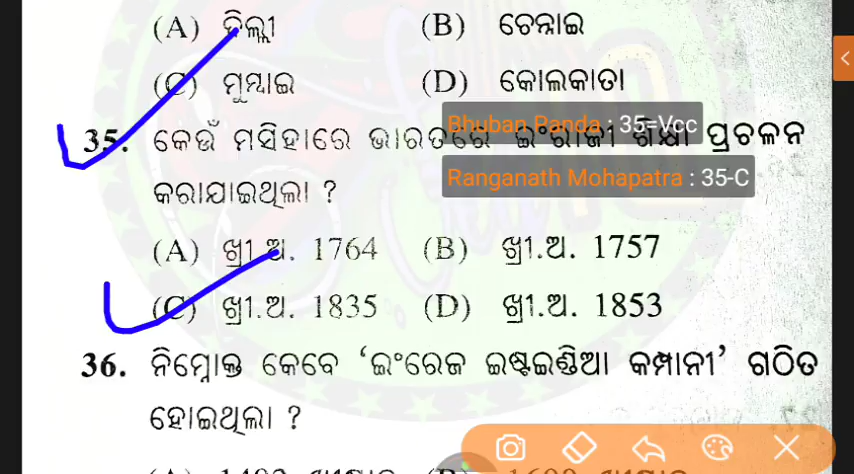 (A) ଦିଲ୍ଲୀ (B) ଚେନ୍ନାଇ
(C) ମୁମ୍ବାଇ (D) କୋଲକାତା
Bhuban Panda : 35=Vcc
35. କେଉଁ ମସିହାରେ ଭାରତରେ ଇଂରାଜୀ ଶିକ୍ଷା ପ୍ରଚଳନ
Ranganath Mohapatra : 35-C
କରାଯାଇଥିଲା ?
(A) ଖ୍ରୀ.ଅ. 1764 (B) ଖ୍ରୀ.ଅ. 1757
(C) ଖ୍ରୀ.ଅ. 1835 (D) ଖ୍ରୀ.ଅ. 1853
36. ନିମ୍ନୋକ୍ତ କେବେ ‘ଇଂରେଜ ଇଷ୍ଟଇଣ୍ଡିଆ କମ୍ପାନୀ’ ଗଠିତ
ହୋଇଥିଲା ?